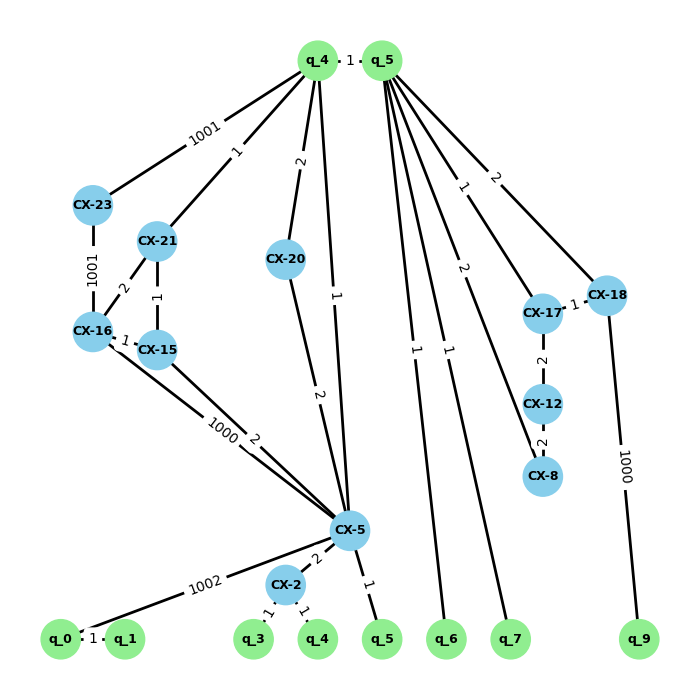 q_4 1 q_5
1001 1 2 1 1 1 2 1 2
CX-23
CX-21
CX-20
1001 2 1
CX-18
CX-17 1
CX-16 1 CX-15
2
CX-12
1000 2 2 2
CX-8
1000
CX-5
1002 2 1
CX-2
1 1
q_0 1 q_1 q_3 q_4 q_5 q_6 q_7 q_9